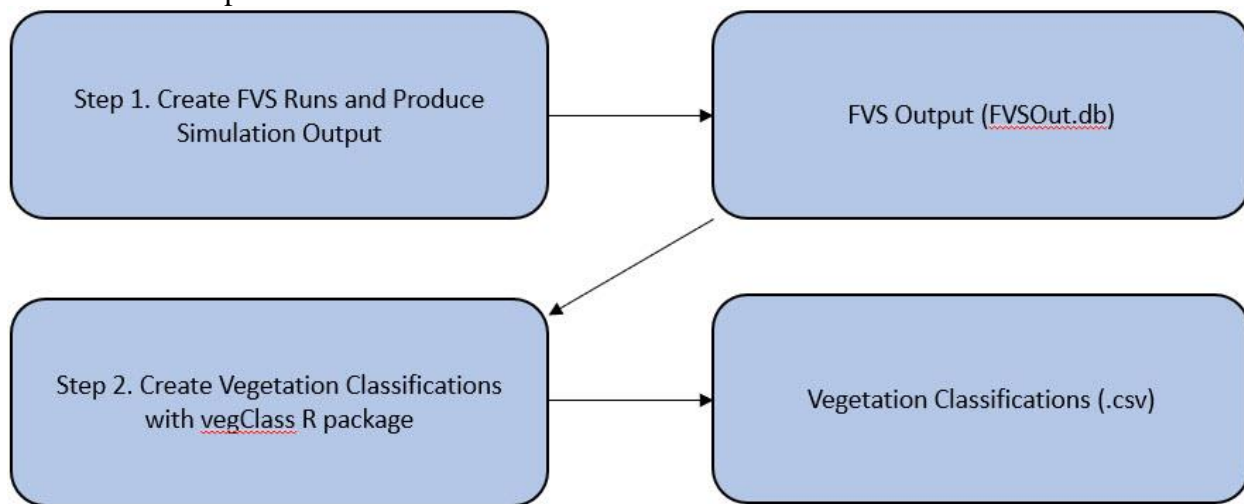 Step 1. Create FVS Runs and Produce
Simulation Output
FVS Output (FVSOut.db)
Step 2. Create Vegetation Classifications
with vegClass R package
Vegetation Classifications (.csv)